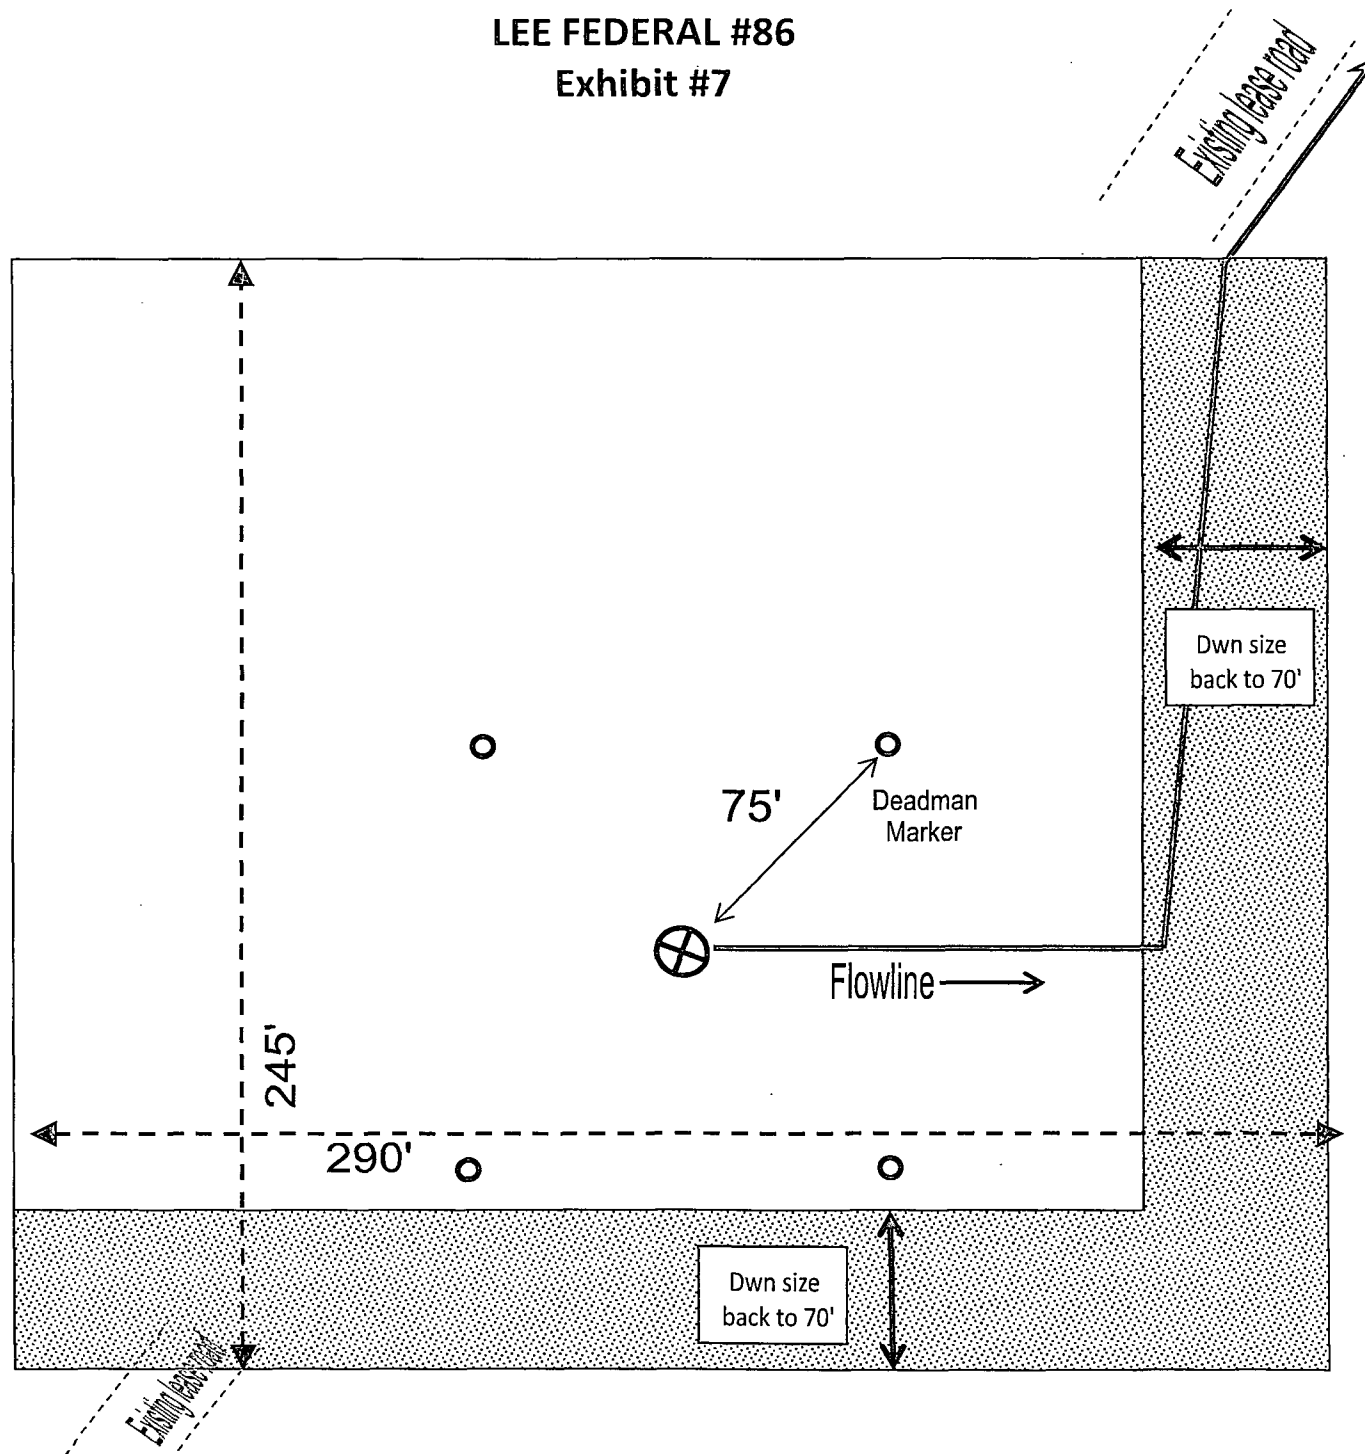 LEE FEDERAL #86
Exhibit #7
Existing lease road
Dwn size
back to 70'
75'
Deadman
Marker
Flowline
245'
290'
Dwn size
back to 70'
Existing lease road